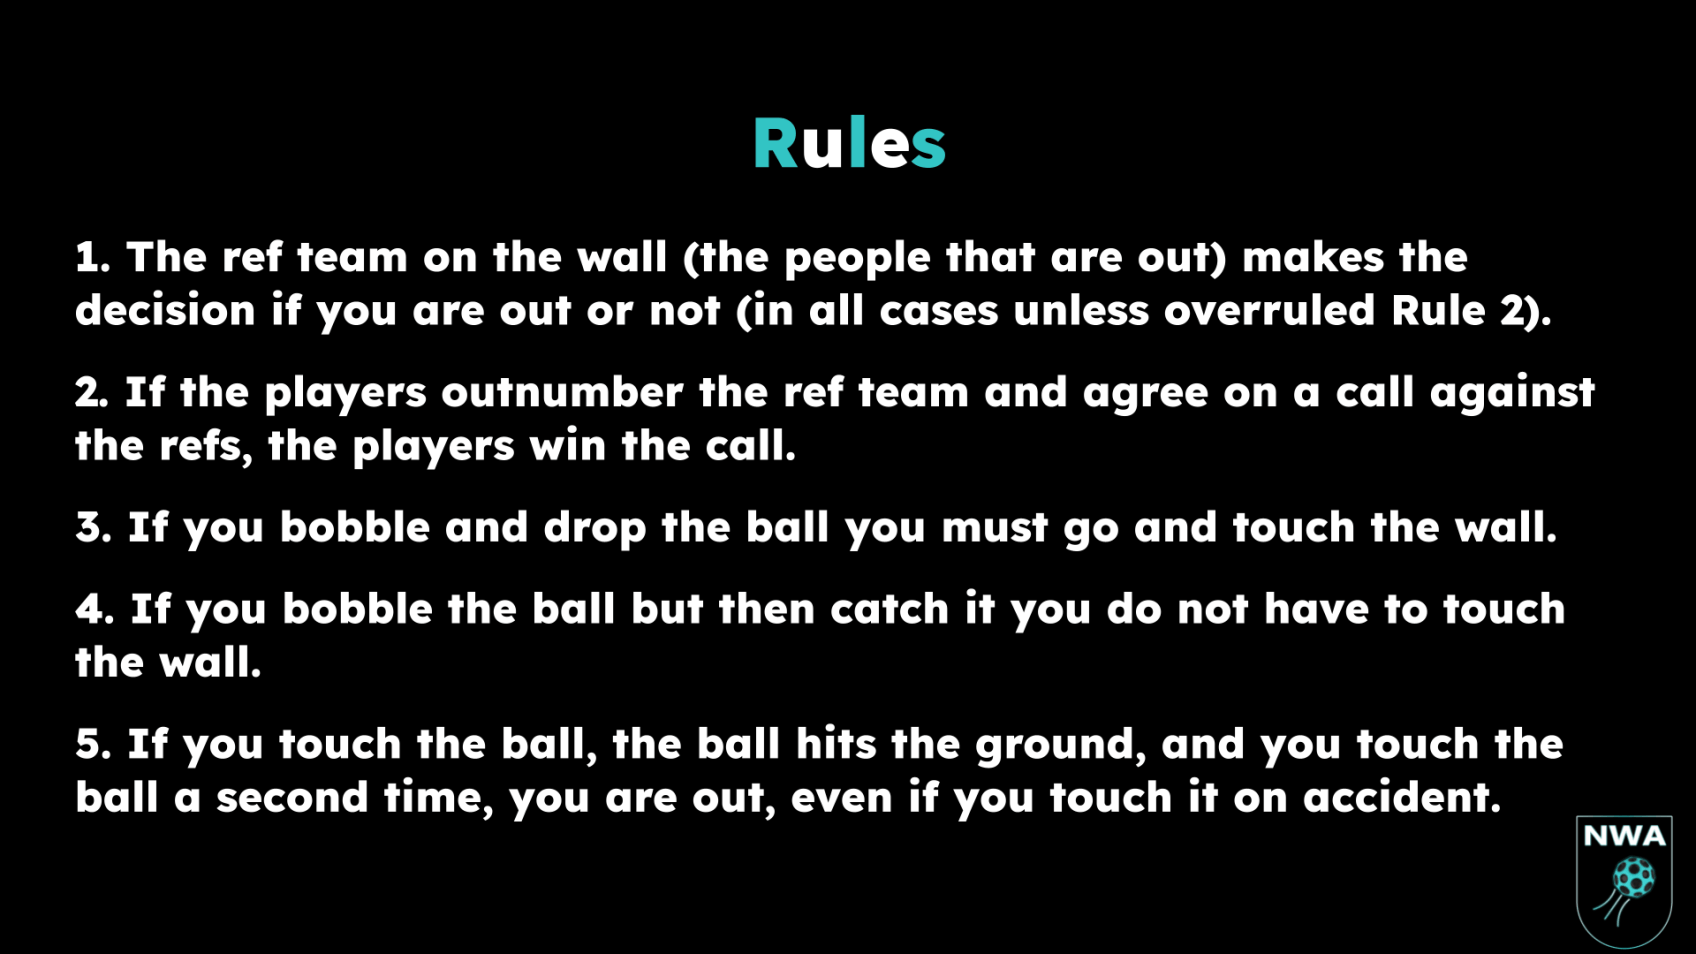 Rules
1. The ref team on the wall (the people that are out) makes the
decision if you are out or not (in all cases unless overruled Rule 2).
2. If the players outnumber the ref team and agree on a call against
the refs, the players win the call.
3. If you bobble and drop the ball you must go and touch the wall.
4. If you bobble the ball but then catch it you do not have to touch
the wall.
5. If you touch the ball, the ball hits the ground, and you touch the
ball a second time, you are out, even if you touch it on accident.
NWA